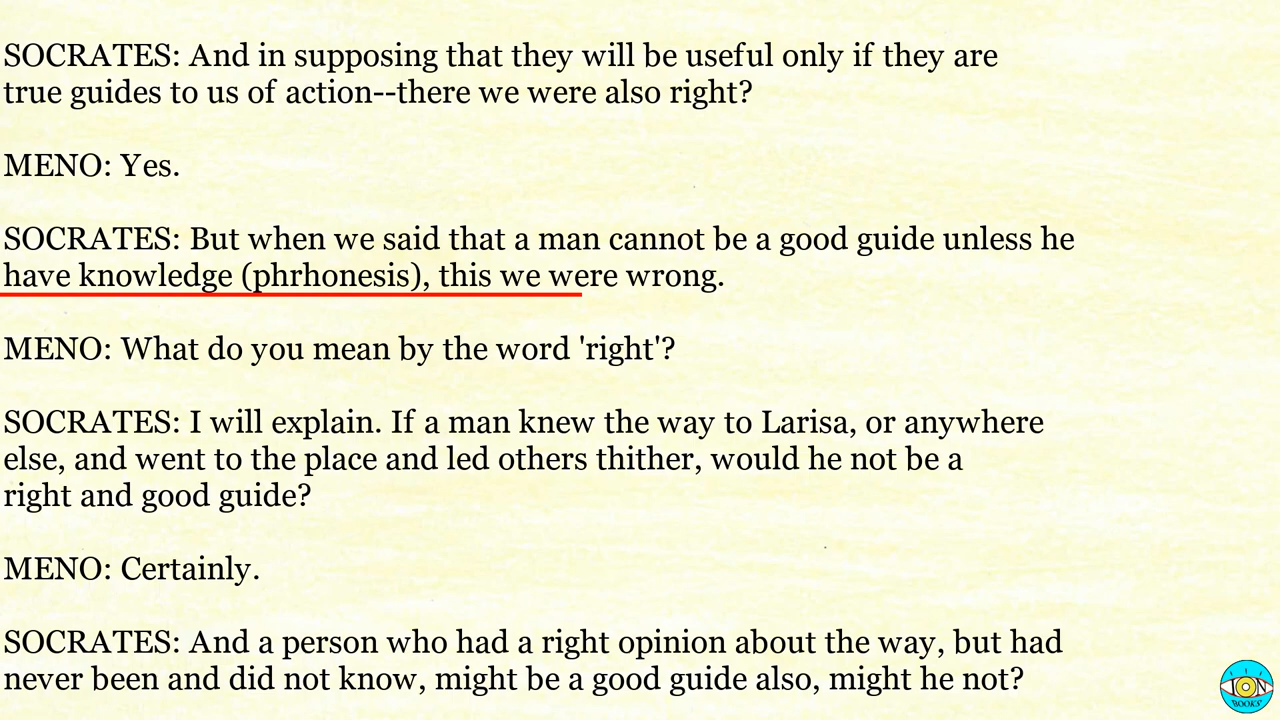 SOCRATES: And in supposing that they will be useful only if they are
true guides to us of action--there we were also right?
MENO: Yes.
SOCRATES: But when we said that a man cannot be a good guide unless he
have knowledge (phrhonesis), this we were wrong.
MENO: What do you mean by the word 'right'?
SOCRATES: I will explain. If a man knew the way to Larisa, or anywhere
else, and went to the place and led others thither, would he not be a
right and good guide?
MENO: Certainly.
SOCRATES: And a person who had a right opinion about the way, but had
never been and did not know, might be a good guide also, might he not?
ION
BOOKS